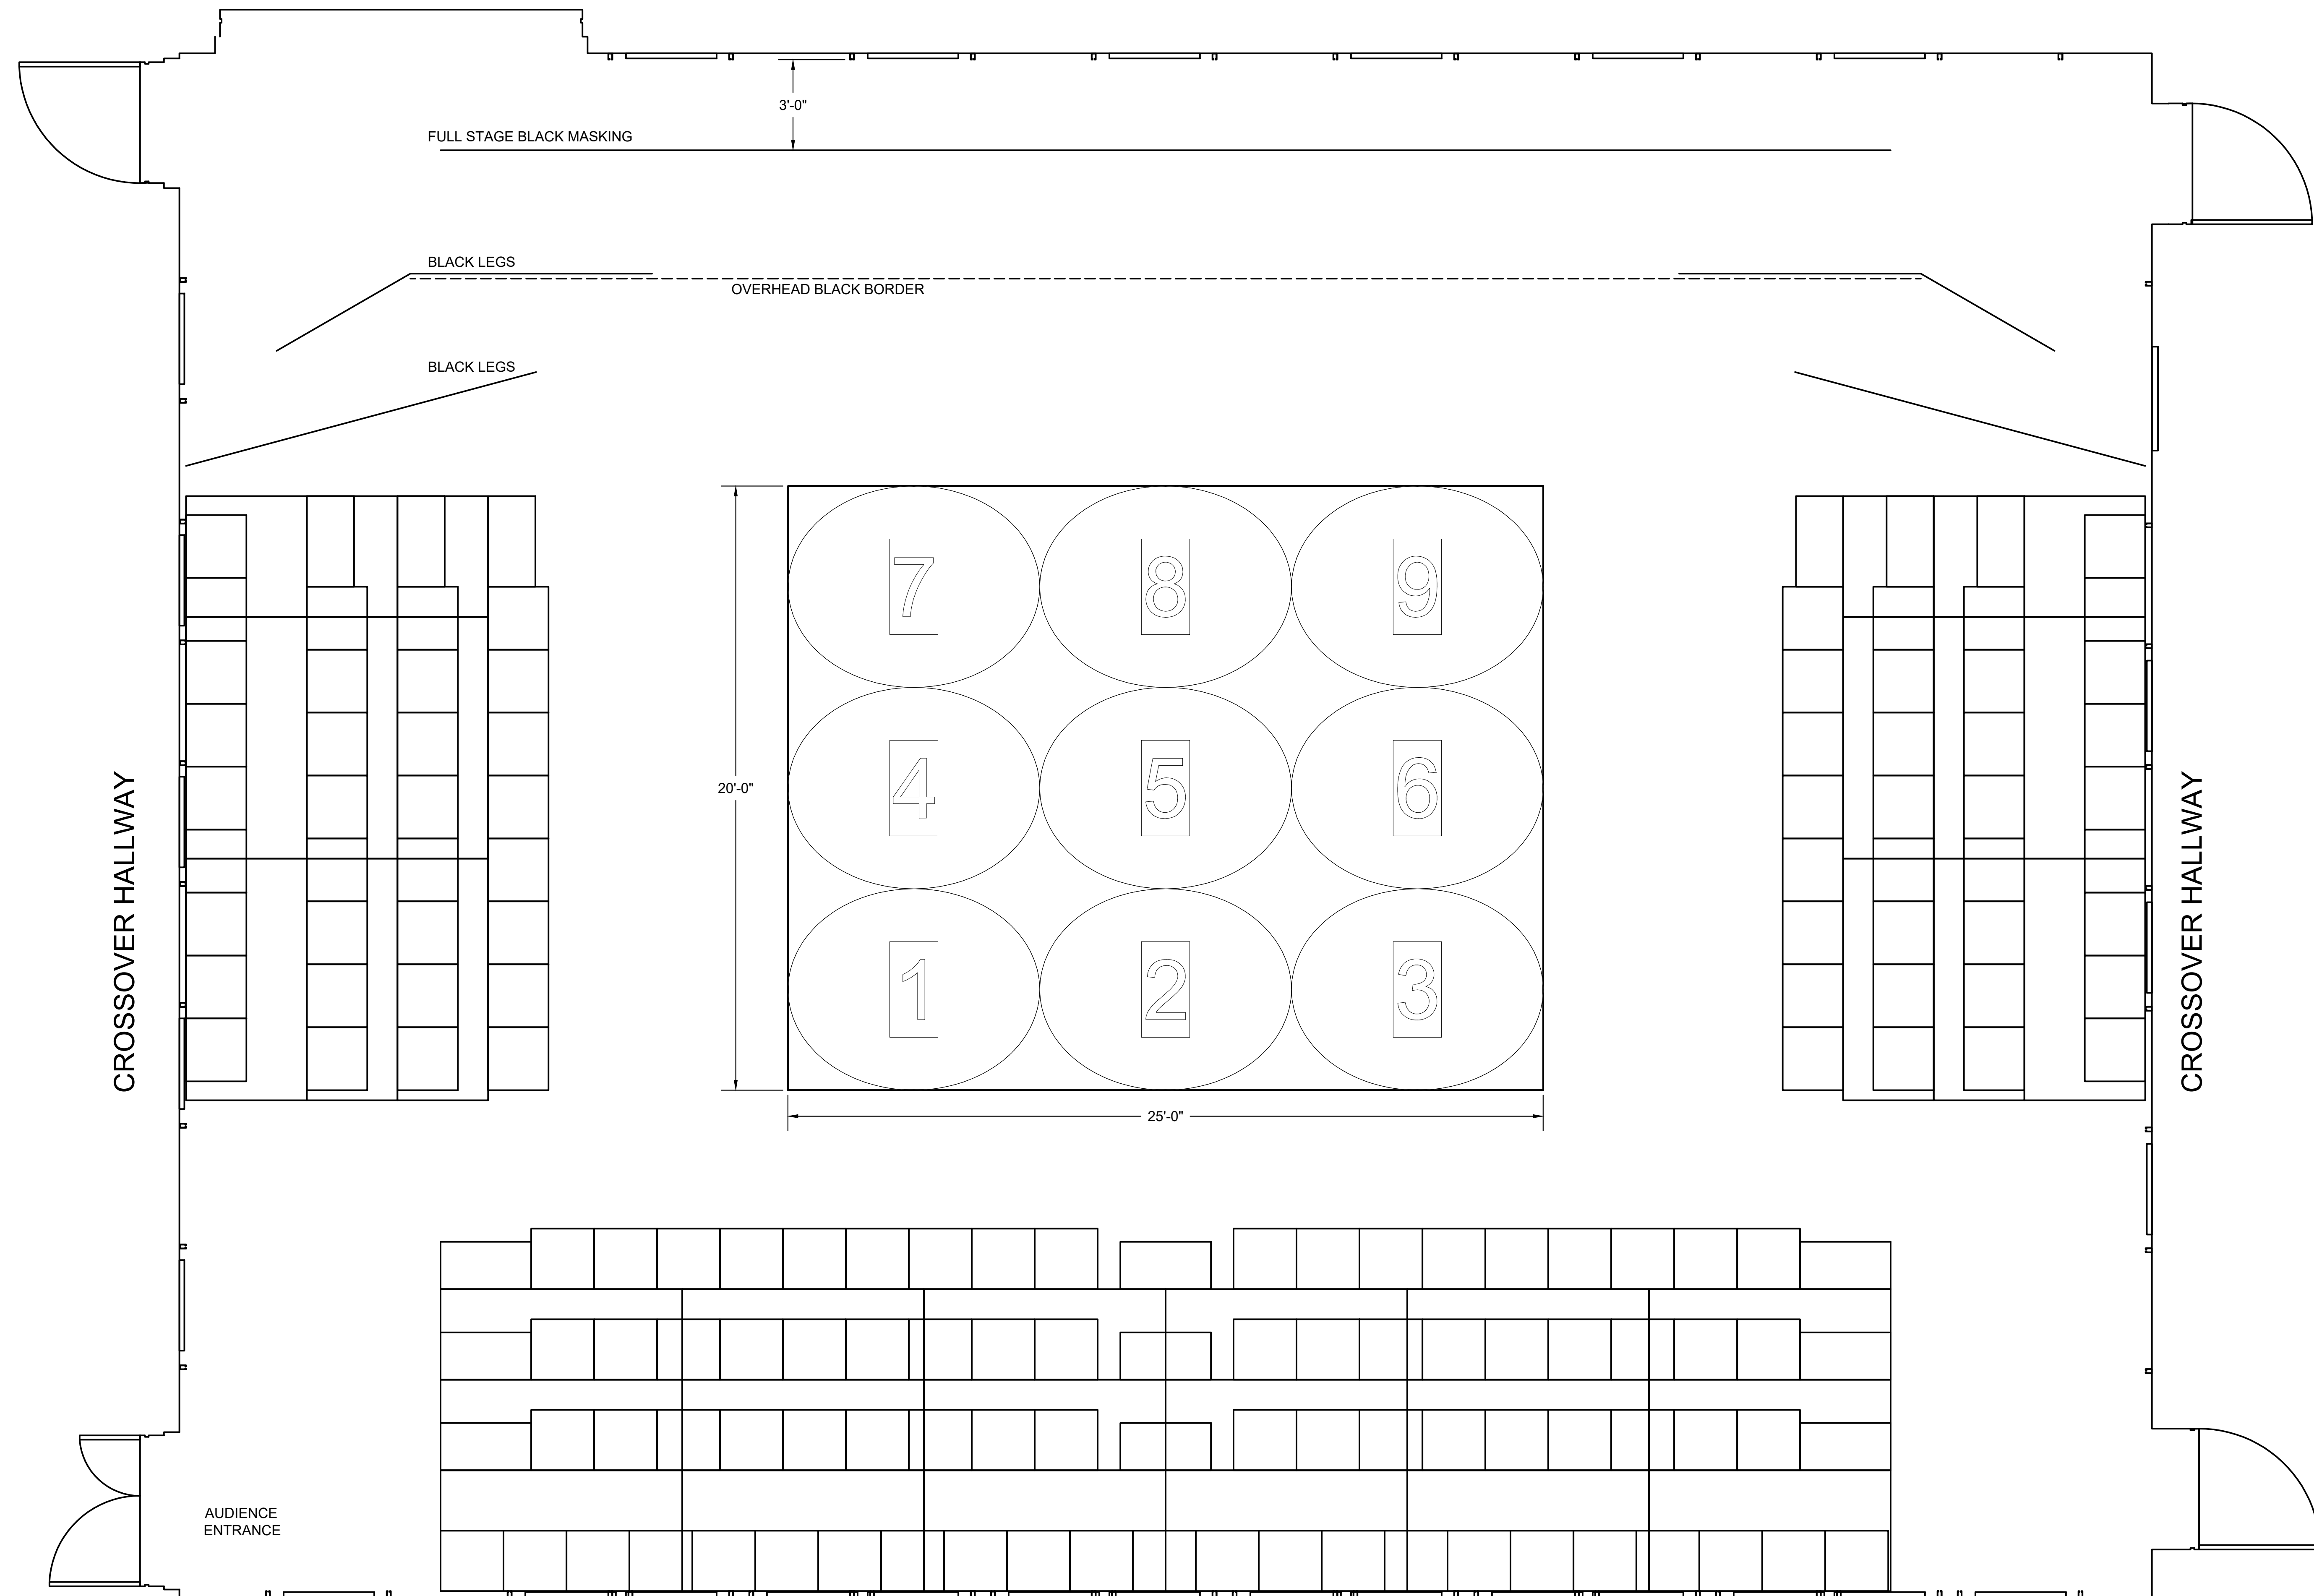 3'-0"
FULL STAGE BLACK MASKING
BLACK LEGS
OVERHEAD BLACK BORDER
BLACK LEGS
7 8 9
CROSSOVER HALLWAY
20'-0"
4 5 6
CROSSOVER HALLWAY
1 2 3
25'-0"
AUDIENCE
ENTRANCE